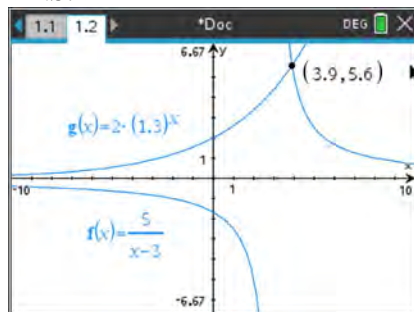 1.1 1.2 *Doc DEG
6.67 y
(3.9,5.6)
g(x)=2·(1.3)^x
1
x
-10 1 10
f(x)=5/(x-3)
-6.67